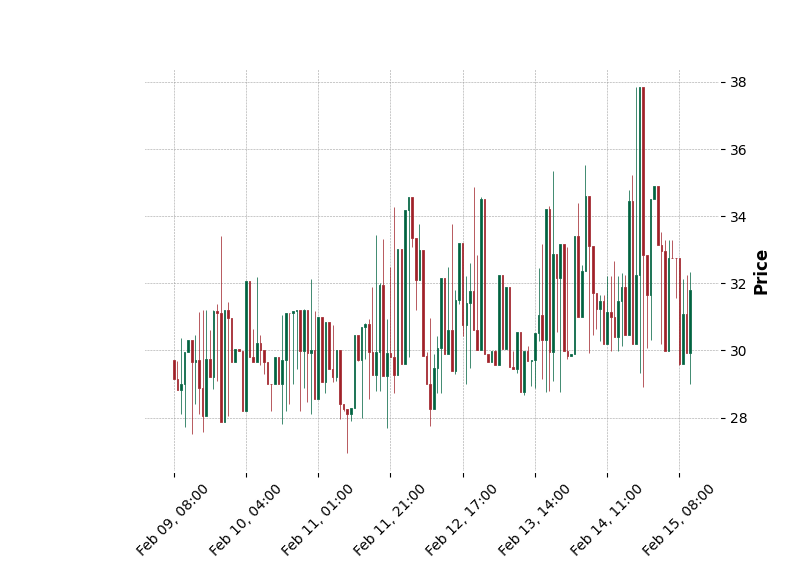 38
36
34
32
30
28
Price
Feb 09, 08:00
Feb 10, 04:00
Feb 11, 01:00
Feb 11, 21:00
Feb 12, 17:00
Feb 13, 14:00
Feb 14, 11:00
Feb 15, 08:00